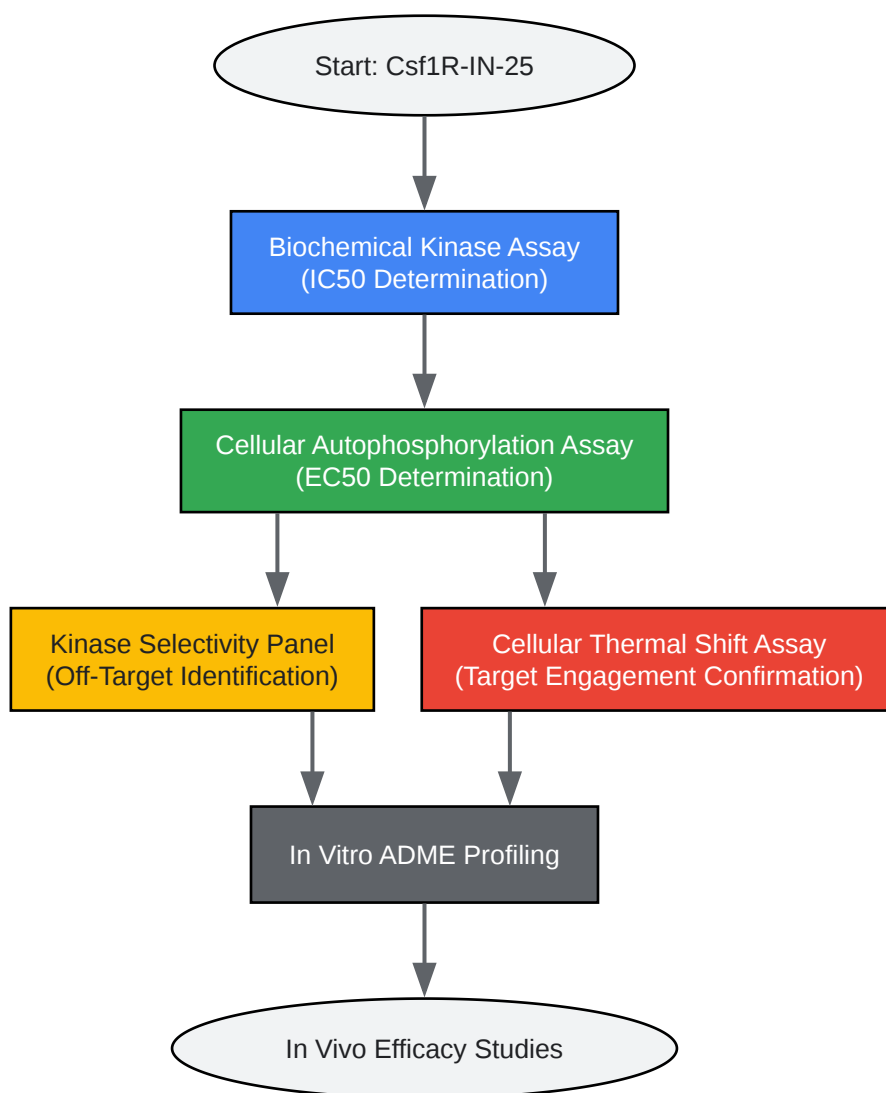 Start: Csf1R-IN-25
Biochemical Kinase Assay
(IC50 Determination)
Cellular Autophosphorylation Assay
(EC50 Determination)
Kinase Selectivity Panel
(Off-Target Identification)
Cellular Thermal Shift Assay
(Target Engagement Confirmation)
In Vitro ADME Profiling
In Vivo Efficacy Studies